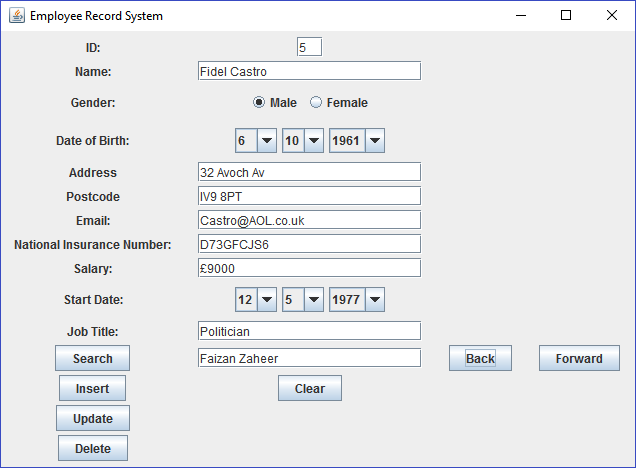 Employee Record System
ID: 5
Name: Fidel Castro
Gender: Male Female
Date of Birth: 6 10 1961
Address 32 Avoch Av
Postcode IV9 8PT
Email: Castro@AOL.co.uk
National Insurance Number: D73GFCJS6
Salary: £9000
Start Date: 12 5 1977
Job Title: Politician
Search Faizan Zaheer Back Forward
Insert Clear
Update
Delete